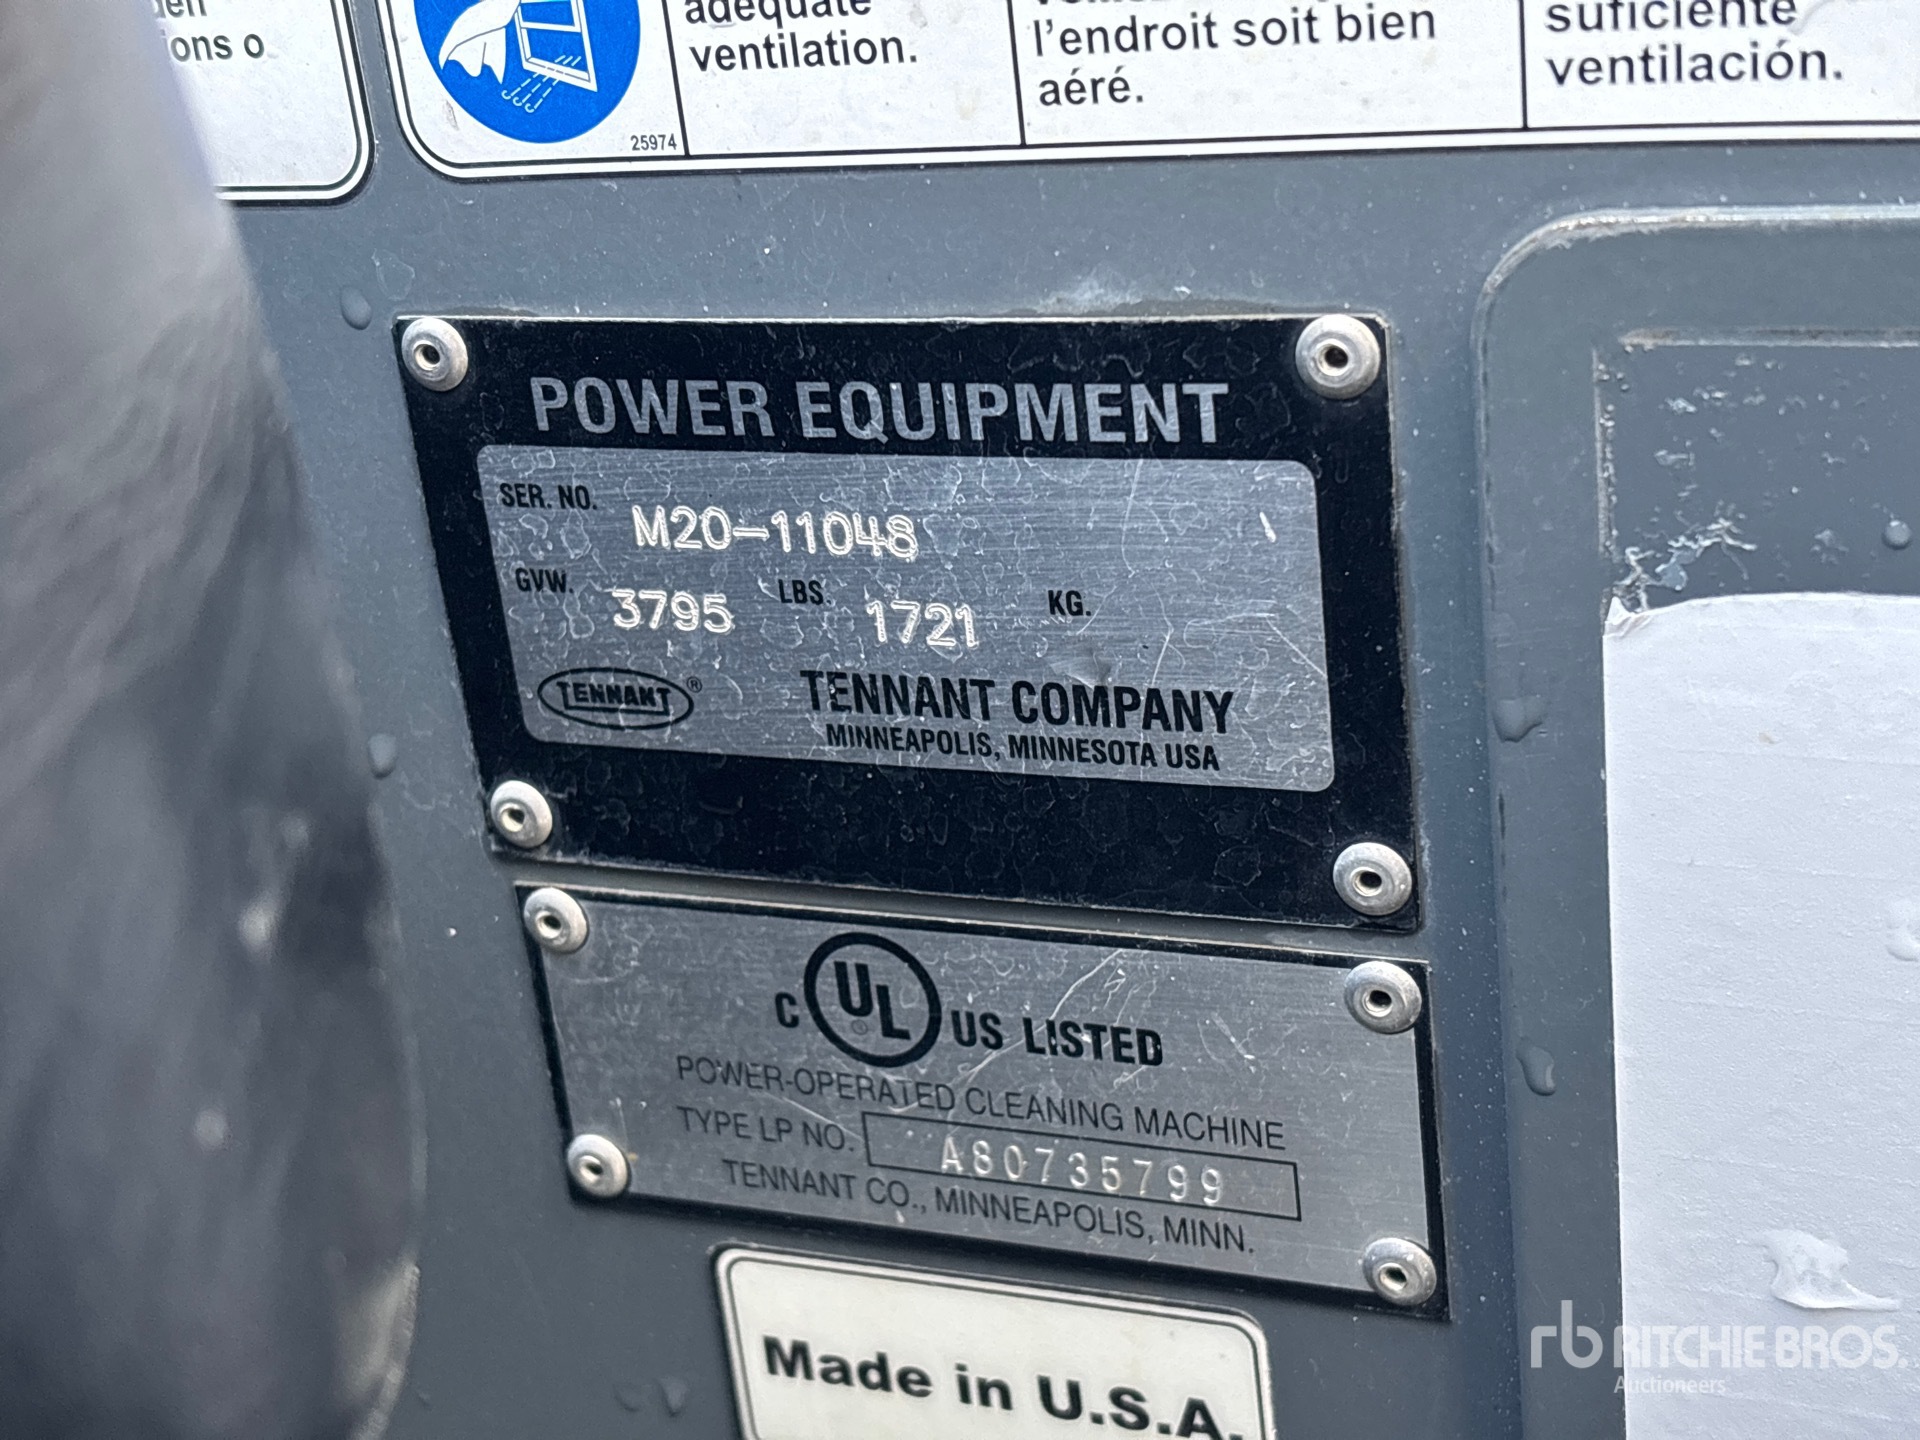 ions o
adequate
ventilation.
l'endroit soit bien
aéré.
suficiente
ventilación.
25974
POWER EQUIPMENT
SER. NO. M20-11048
GVW. 3795 LBS. 1721 KG.
TENNANT® TENNANT COMPANY
MINNEAPOLIS, MINNESOTA USA
C UL® US LISTED
POWER-OPERATED CLEANING MACHINE
TYPE LP NO. A80735799
TENNANT CO., MINNEAPOLIS, MINN.
Made in U.S.A.
rb RITCHIE BROS.
Auctioneers